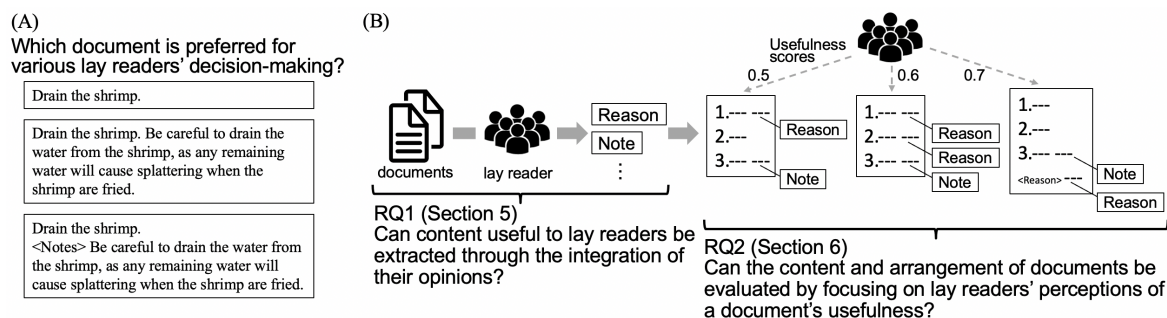 (A)
Which document is preferred for
various lay readers' decision-making?
Drain the shrimp.
Drain the shrimp. Be careful to drain the
water from the shrimp, as any remaining
water will cause splattering when the
shrimp are fried.
Drain the shrimp.
<Notes> Be careful to drain the water from
the shrimp, as any remaining water will
cause splattering when the shrimp are fried.
(B)
documents
lay reader
Reason
Note
⋮
RQ1 (Section 5)
Can content useful to lay readers be
extracted through the integration of
their opinions?
Usefulness
scores
0.5
0.6
0.7
1.--- ---
Reason
2.---
3.--- ---
Note
1.--- ---
Reason
2.--- ---
Reason
3.--- ---
Note
1.---
2.---
3.--- ---
Note
<Reason> ---
Reason
RQ2 (Section 6)
Can the content and arrangement of documents be
evaluated by focusing on lay readers' perceptions of
a document's usefulness?